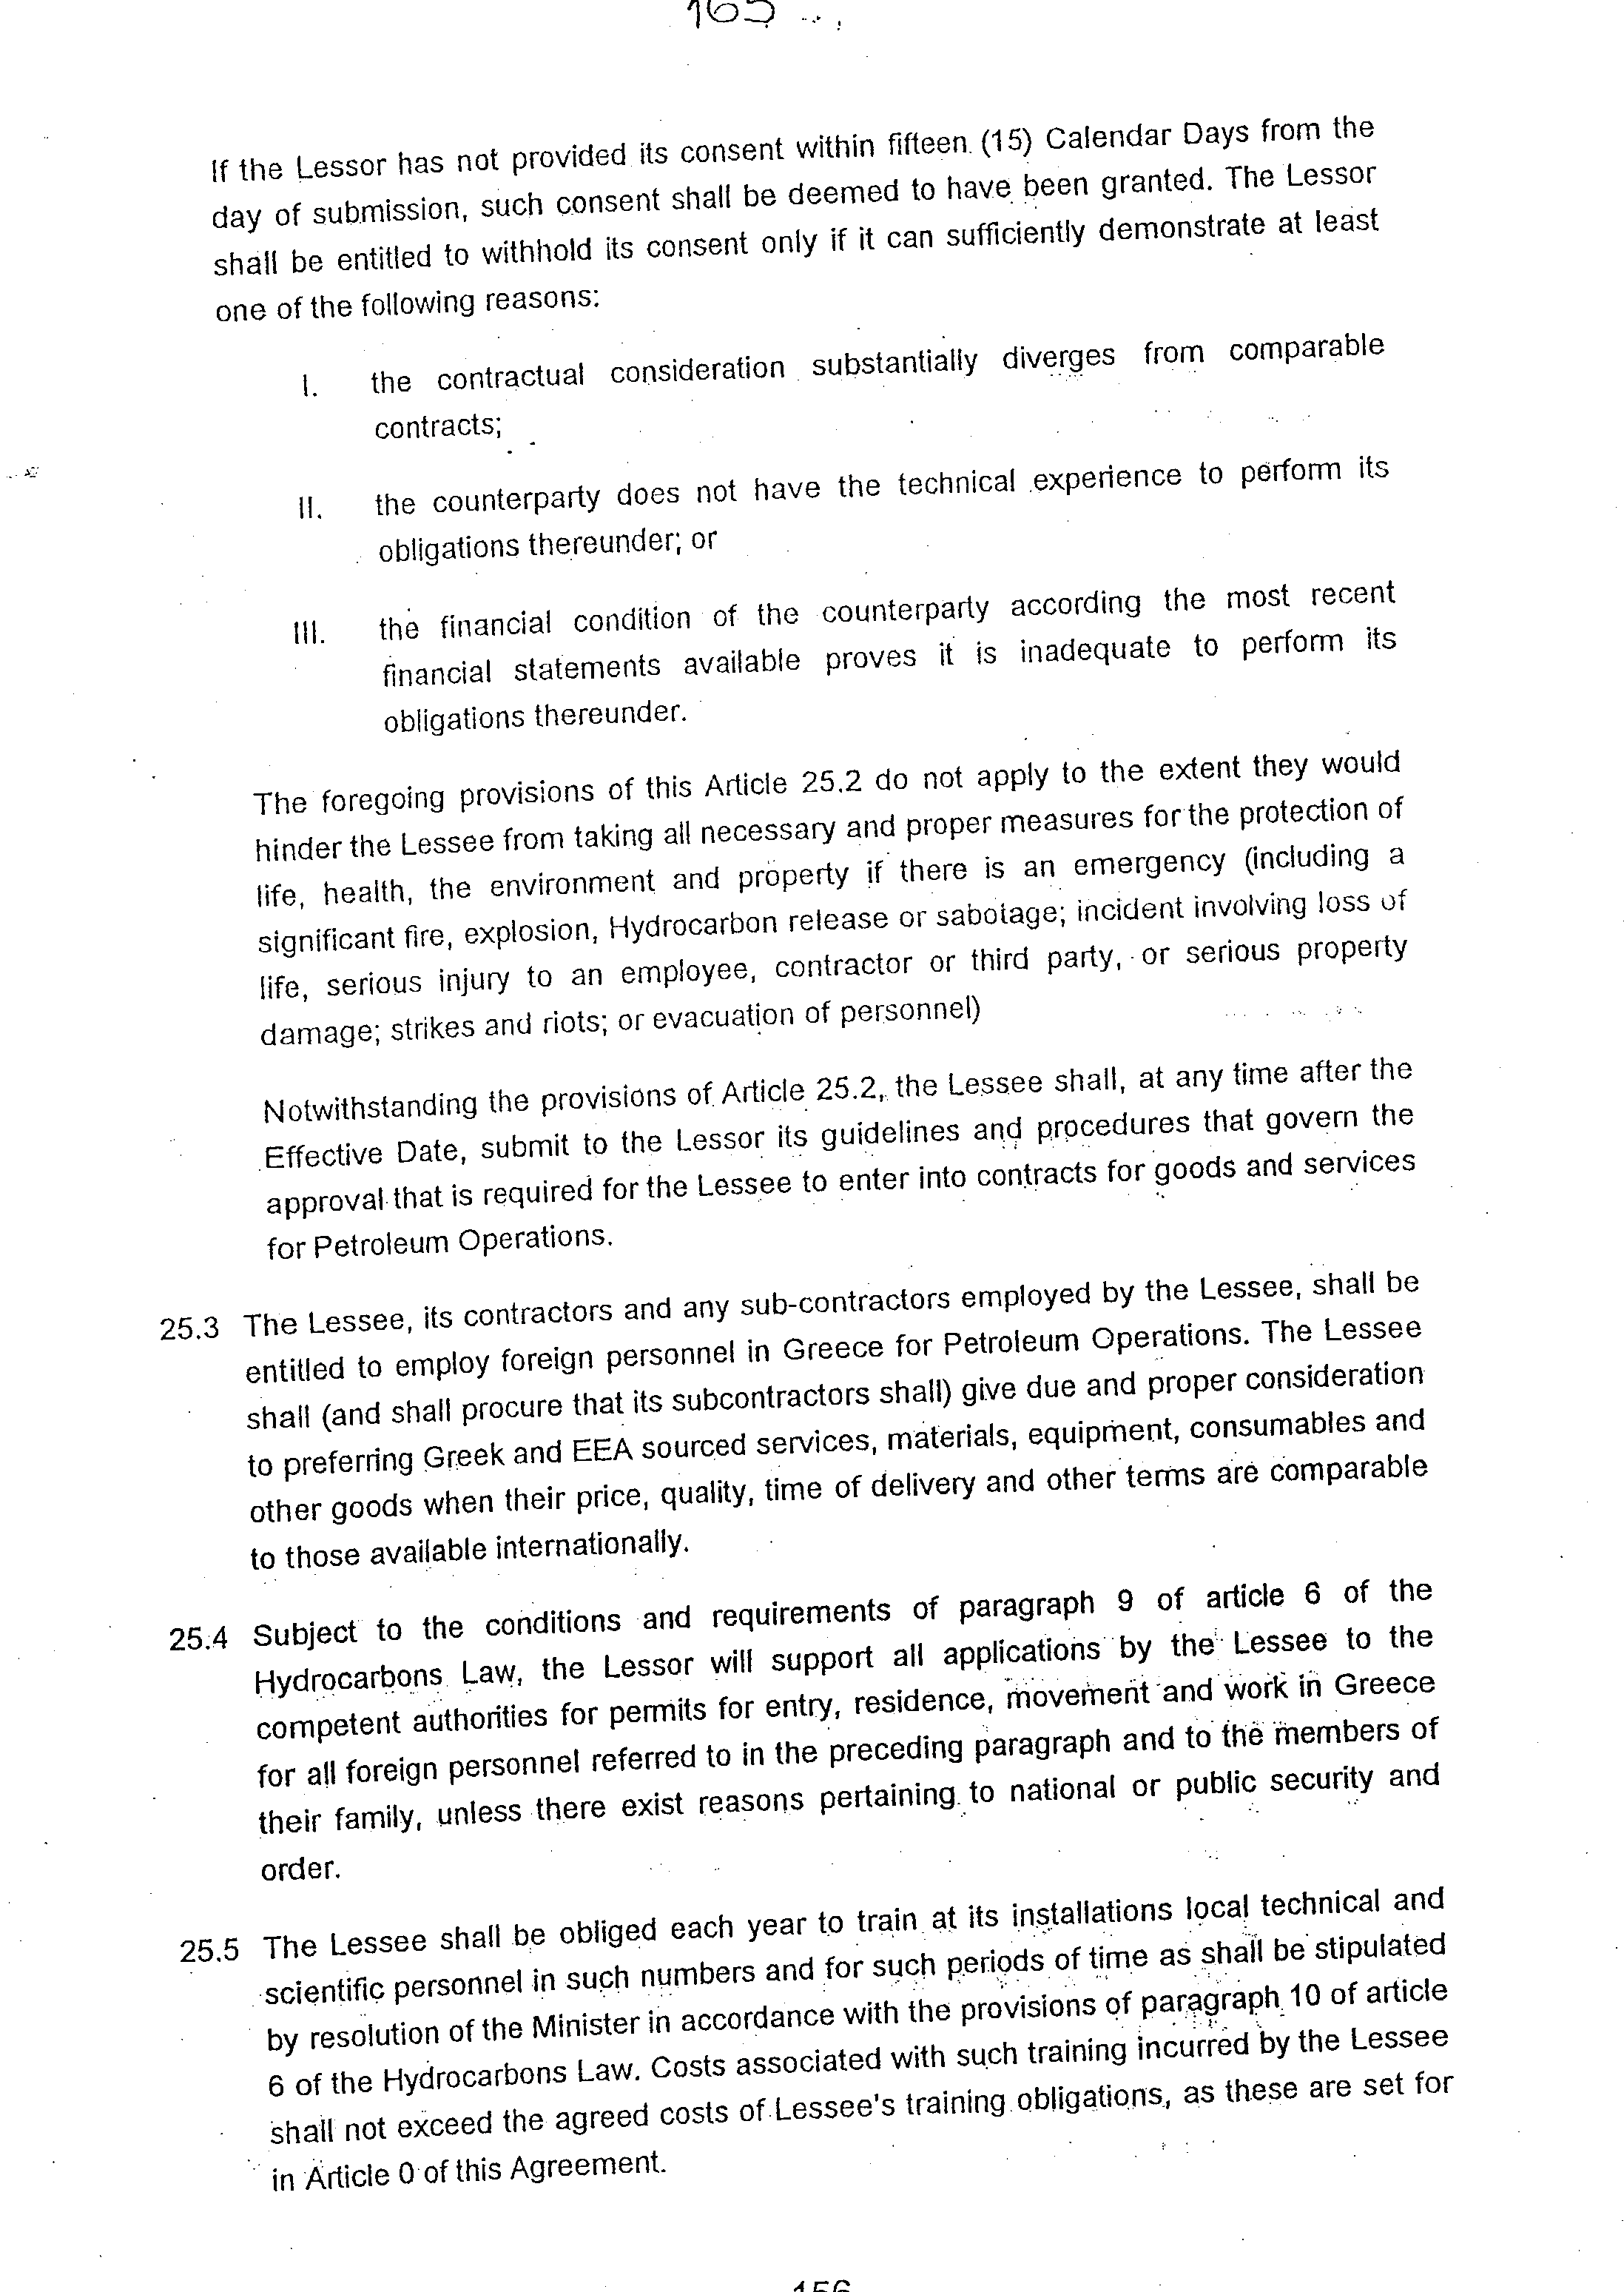 165
If the Lessor has not provided its consent within fifteen (15) Calendar Days from the
day of submission, such consent shall be deemed to have been granted. The Lessor
shall be entitled to withhold its consent only if it can sufficiently demonstrate at least
one of the following reasons:
I. the contractual consideration substantially diverges from comparable
contracts;
II. the counterparty does not have the technical experience to perform its
obligations thereunder; or
III. the financial condition of the counterparty according the most recent
financial statements available proves it is inadequate to perform its
obligations thereunder.
The foregoing provisions of this Article 25.2 do not apply to the extent they would
hinder the Lessee from taking all necessary and proper measures for the protection of
life, health, the environment and property if there is an emergency (including a
significant fire, explosion, Hydrocarbon release or sabotage; incident involving loss of
life, serious injury to an employee, contractor or third party, or serious property
damage; strikes and riots; or evacuation of personnel)
Notwithstanding the provisions of Article 25.2, the Lessee shall, at any time after the
Effective Date, submit to the Lessor its guidelines and procedures that govern the
approval that is required for the Lessee to enter into contracts for goods and services
for Petroleum Operations.
25.3 The Lessee, its contractors and any sub-contractors employed by the Lessee, shall be
entitled to employ foreign personnel in Greece for Petroleum Operations. The Lessee
shall (and shall procure that its subcontractors shall) give due and proper consideration
to preferring Greek and EEA sourced services, materials, equipment, consumables and
other goods when their price, quality, time of delivery and other terms are comparable
to those available internationally.
25.4 Subject to the conditions and requirements of paragraph 9 of article 6 of the
Hydrocarbons Law, the Lessor will support all applications by the Lessee to the
competent authorities for permits for entry, residence, movement and work in Greece
for all foreign personnel referred to in the preceding paragraph and to the members of
their family, unless there exist reasons pertaining to national or public security and
order.
25.5 The Lessee shall be obliged each year to train at its installations local technical and
scientific personnel in such numbers and for such periods of time as shall be stipulated
by resolution of the Minister in accordance with the provisions of paragraph 10 of article
6 of the Hydrocarbons Law. Costs associated with such training incurred by the Lessee
shall not exceed the agreed costs of Lessee's training obligations, as these are set for
in Article 0 of this Agreement.
156